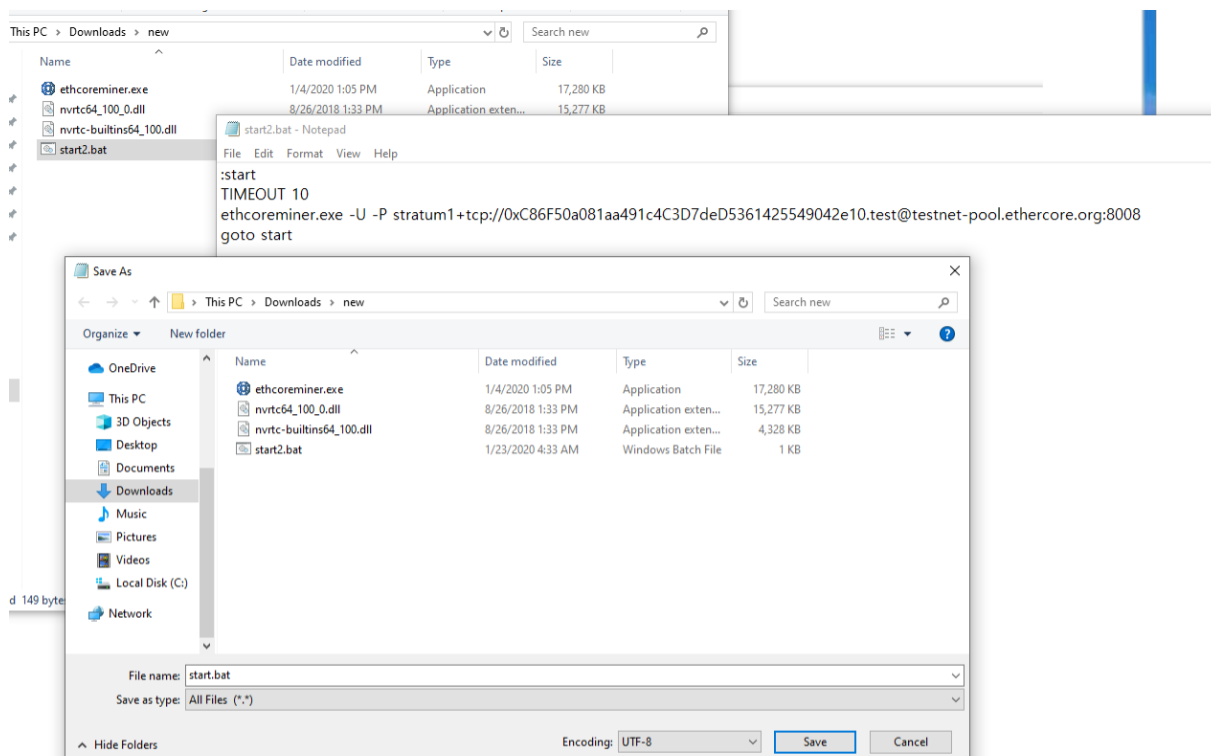 This PC > Downloads > new
Search new
Name Date modified Type Size
ethcoreminer.exe 1/4/2020 1:05 PM Application 17,280 KB
nvrtc64_100_0.dll 8/26/2018 1:33 PM Application exten... 15,277 KB
nvrtc-builtins64_100.dll
start2.bat
start2.bat - Notepad
File Edit Format View Help
:start
TIMEOUT 10
ethcoreminer.exe -U -P stratum1+tcp://0xC86F50a081aa491c4C3D7deD5361425549042e10.test@testnet-pool.ethercore.org:8008
goto start
Save As
This PC > Downloads > new
Search new
Organize
New folder
OneDrive
This PC
3D Objects
Desktop
Documents
Downloads
Music
Pictures
Videos
Local Disk (C:)
Network
Name Date modified Type Size
ethcoreminer.exe 1/4/2020 1:05 PM Application 17,280 KB
nvrtc64_100_0.dll 8/26/2018 1:33 PM Application exten... 15,277 KB
nvrtc-builtins64_100.dll 8/26/2018 1:33 PM Application exten... 4,328 KB
start2.bat 1/23/2020 4:33 AM Windows Batch File 1 KB
d 149 byte
File name: start.bat
Save as type: All Files (*.*)
Hide Folders
Encoding: UTF-8
Save
Cancel